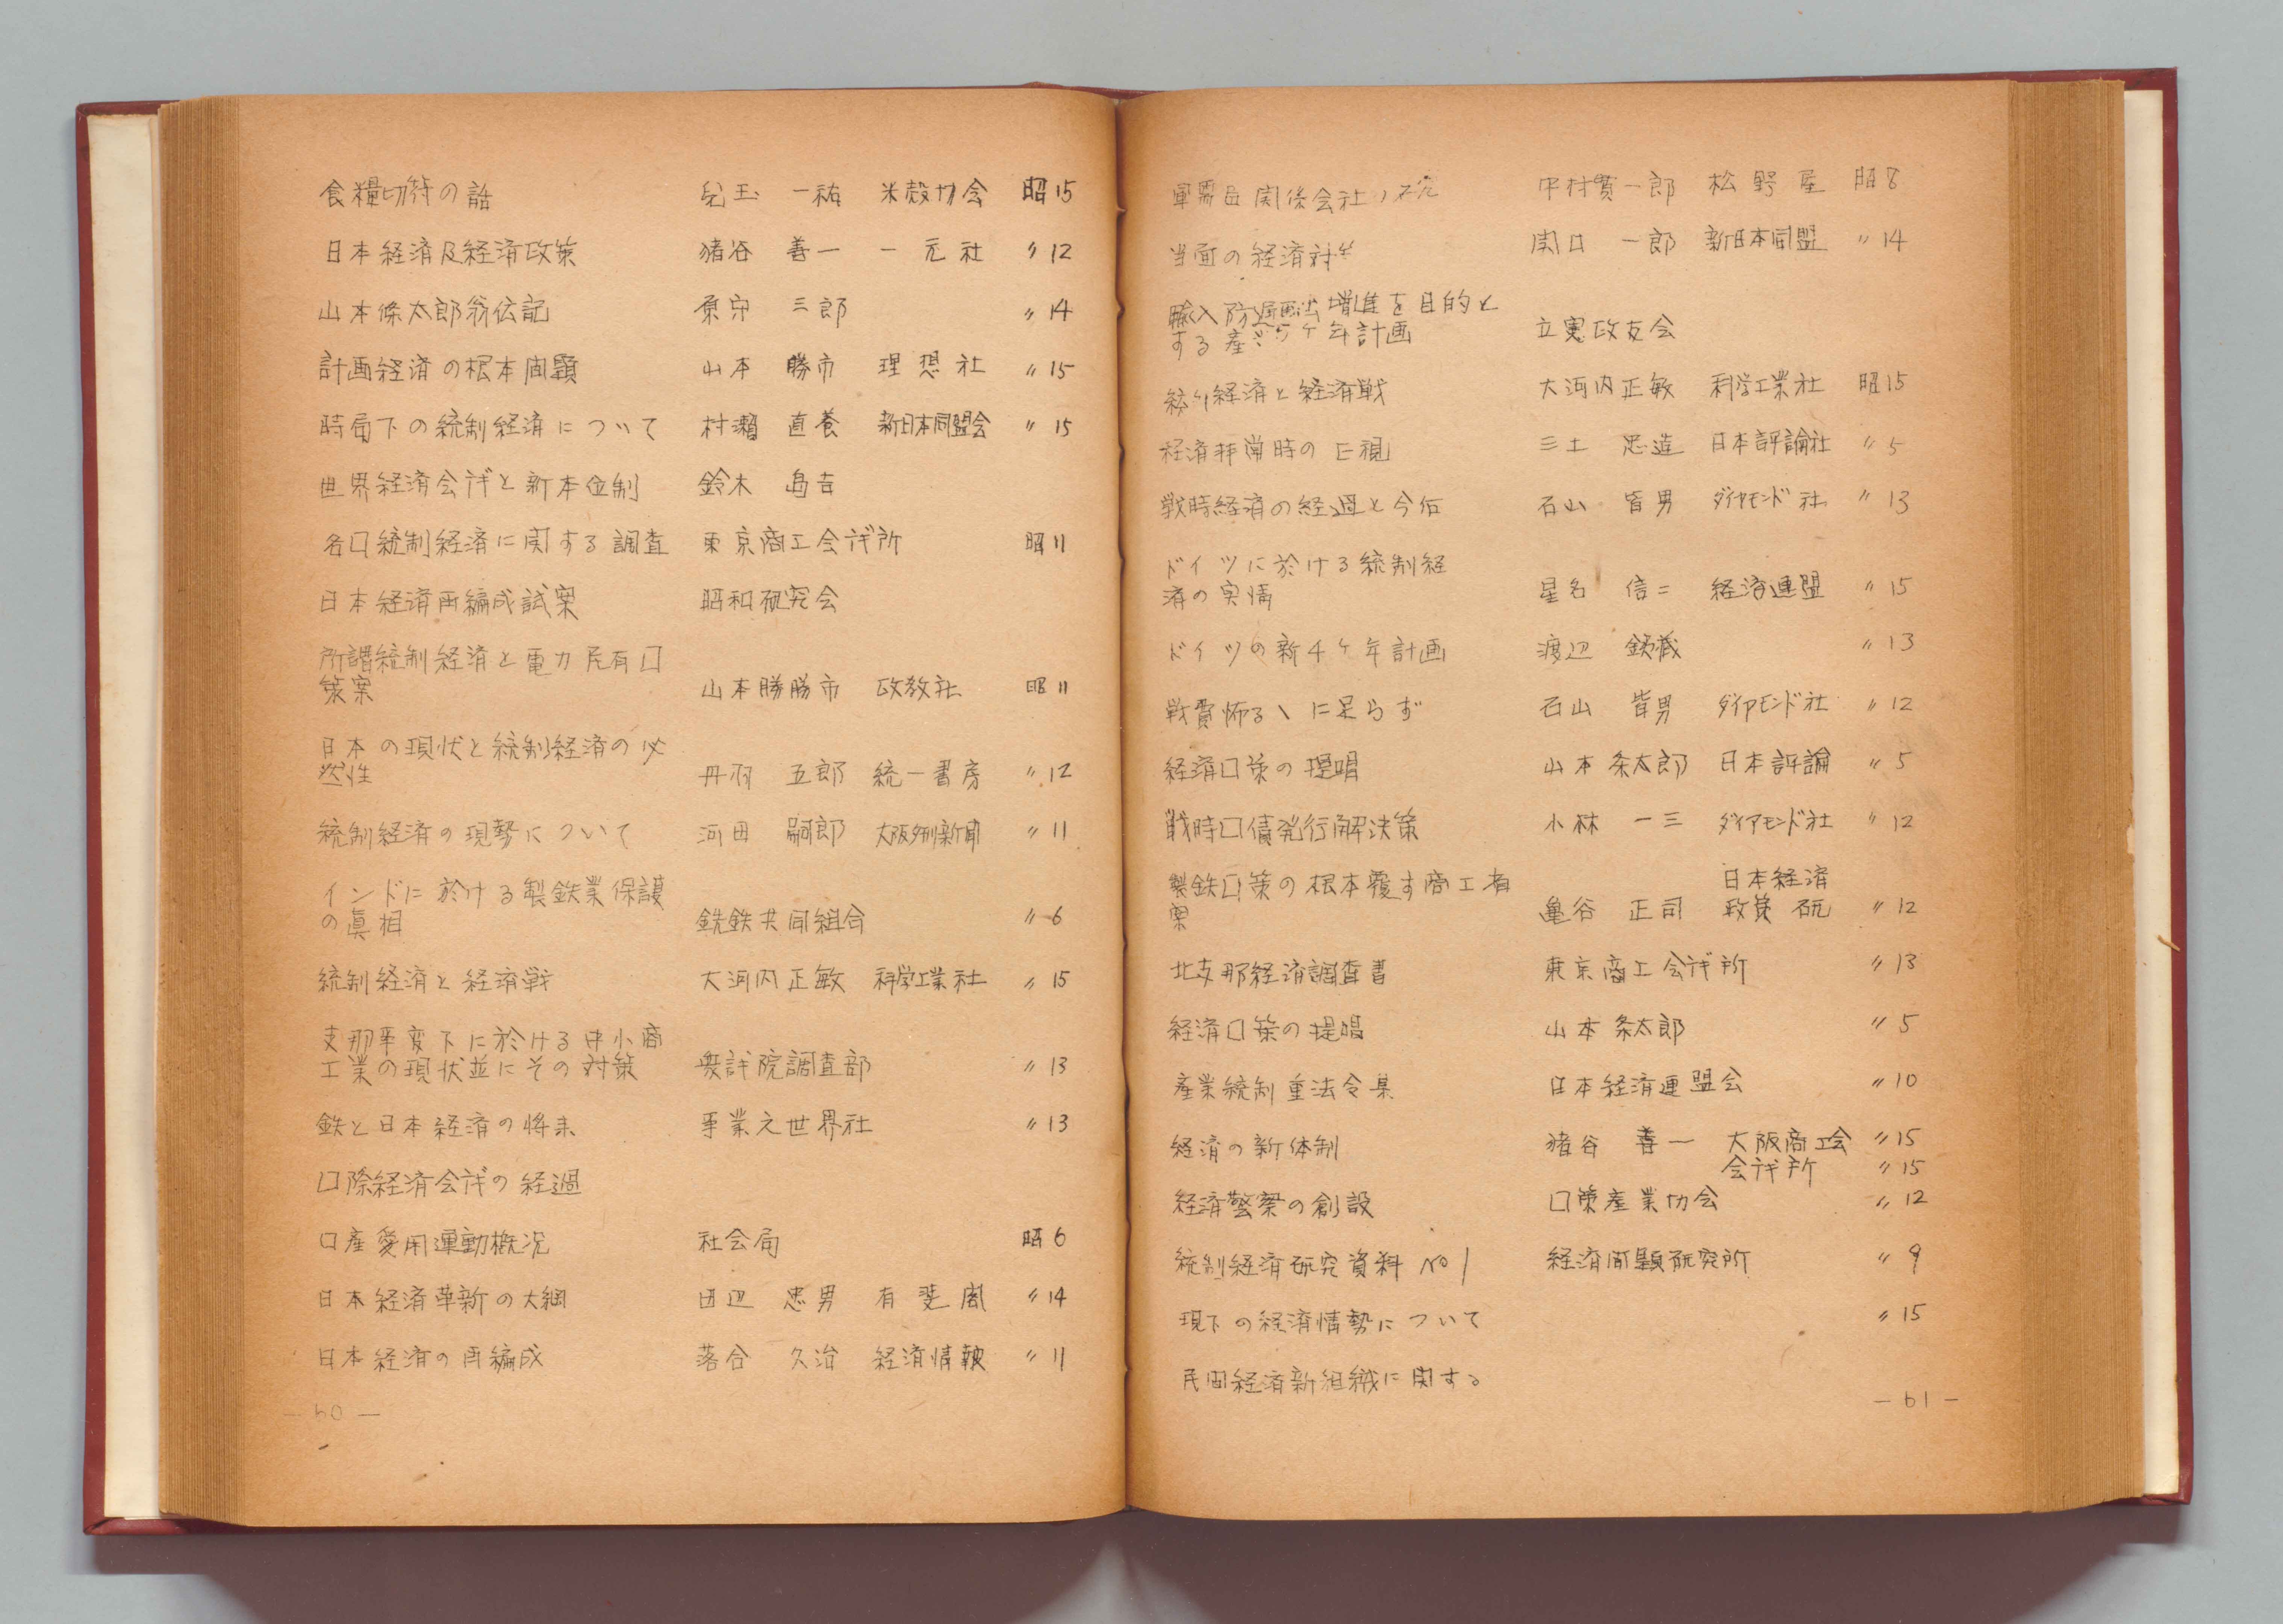 食糧切符の話 兒玉 一祐 米穀協会 昭15
日本経済及経済政策 猪谷 善一 一元社 〃12
山本條太郎翁伝記 原安 三郎 〃14
計画経済の根本問題 山本 勝市 理想社 〃15
時局下の統制経済について 村瀬 直養 新日本同盟会 〃15
世界経済会議と新本位制 鈴木 島吉
各口統制経済に関する調査 東京商工会議所 昭11
日本経済再編成試案 昭和研究会
所謂統制経済と電力民有口
策案 山本勝勝市 政教社 昭11
日本の現状と統制経済の必
然性 丹羽 五郎 統一書房 〃12
統制経済の現勢について 河田 嗣郎 大阪 新聞 〃11
インドに於ける製鉄業保護
の真相 銑鉄共同組合 〃6
統制経済と経済戦 大河内正敏 科学工業社 〃15
支那事変下に於ける中小商
工業の現状並にその対策 衆議院調査部 〃13
鉄と日本経済の将来 事業之世界社 〃13
口際経済会議の経過
口産愛用運動概況 社会局 昭6
日本経済革新の大綱 田辺 忠男 有斐閣 〃14
日本経済の再編成 落合 久治 経済情報 〃11
— 60 —
軍需品関係会社の研究 中村寛一郎 松野屋 昭8
当面の経済対策 関口 一郎 新日本同盟 〃14
輸入防遏輸出増進を目的と
する産業5ケ年計画 立憲政友会
統制経済と経済戦 大河内正敏 科学工業社 昭15
経済非常時の正視 三土 忠造 日本評論社 〃5
戦時経済の経過と今后 石山 皆男 ダイヤモンド社 〃13
ドイツに於ける統制経
済の実情 星名 信二 経済連盟 〃15
ドイツの新4ケ年計画 渡辺 銕蔵 〃13
戦費怖るヽに足らず 石山 皆男 ダイアモンド社 〃12
経済口策の提唱 山本条太郎 日本評論 〃5
戦時口債発行解決策 小林 一三 ダイアモンド社 〃12
製鉄口策の根本覆す商工省 日本経済
案 亀谷 正司 政策研 〃12
北支那経済調査書 東京商工会議所 〃13
経済口策の提唱 山本条太郎 〃5
産業統制重法令集 日本経済連盟会 〃10
経済の新体制 猪谷 善一 大阪商工会 〃15
会議所 〃15
経済警察の創設 口策産業協会 〃12
統制経済研究資料 No1 経済問題研究所 〃9
現下の経済情勢について 〃15
民間経済新組織に関する
— 61 —